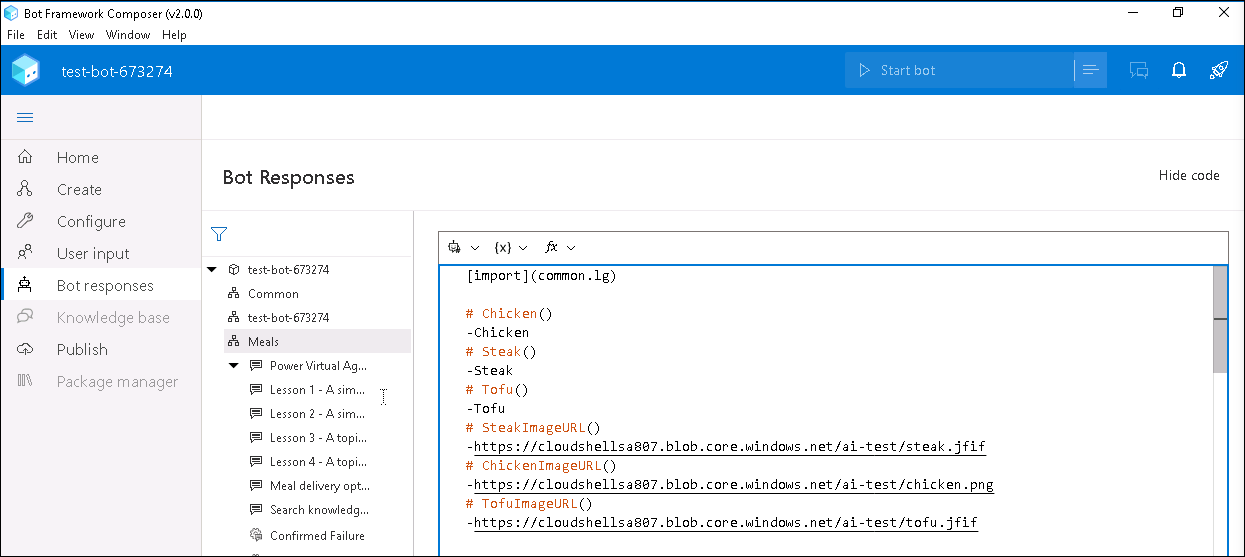 Bot Framework Composer (v2.0.0)
File Edit View Window Help
test-bot-673274
Start bot
Home
Create
Configure
User input
Bot responses
Knowledge base
Publish
Package manager
Bot Responses
Hide code
test-bot-673274
Common
test-bot-673274
Meals
Power Virtual Ag...
Lesson 1 - A sim...
Lesson 2 - A sim...
Lesson 3 - A topi...
Lesson 4 - A topi...
Meal delivery opt...
Search knowledg...
Confirmed Failure
{x} fx
[import](common.lg)
# Chicken()
-Chicken
# Steak()
-Steak
# Tofu()
-Tofu
# SteakImageURL()
-https://cloudshellsa807.blob.core.windows.net/ai-test/steak.jfif
# ChickenImageURL()
-https://cloudshellsa807.blob.core.windows.net/ai-test/chicken.png
# TofuImageURL()
-https://cloudshellsa807.blob.core.windows.net/ai-test/tofu.jfif